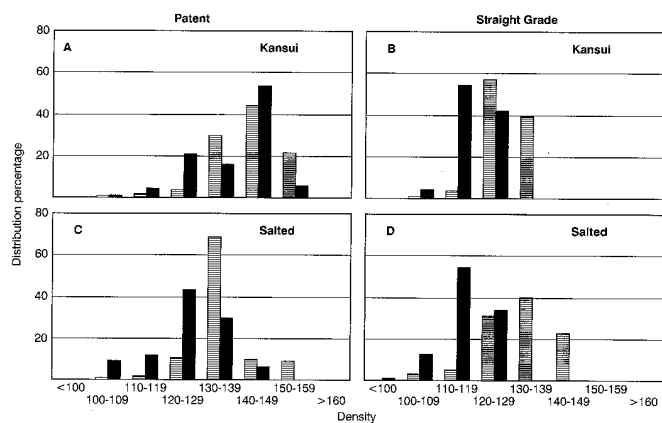 Patent
Straight Grade
80
60
40
20
A
Kansui
B
Kansui
Distribution percentage
80
60
40
20
C
Salted
D
Salted
<100 110-119 130-139 150-159
100-109 120-129 140-149 >160
<100 110-119 130-139 150-159
100-109 120-129 140-149 >160
Density